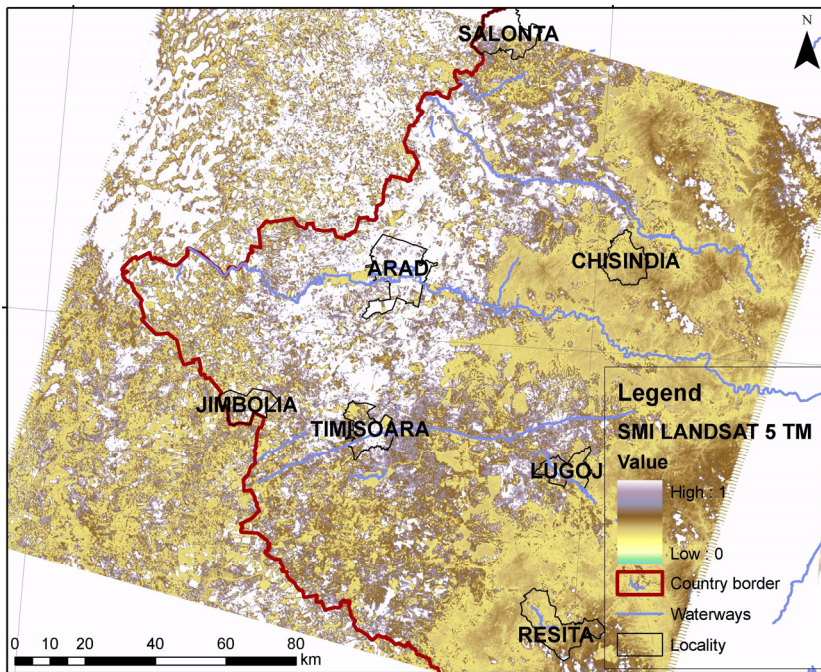 N
SALONTA
ARAD
CHISINDIA
JIMBOLIA
TIMISOARA
LUGOJ
RESITA
Legend
SMI LANDSAT 5 TM
Value
High : 1
Low : 0
Country border
Waterways
Locality
0 10 20 40 60 80
km